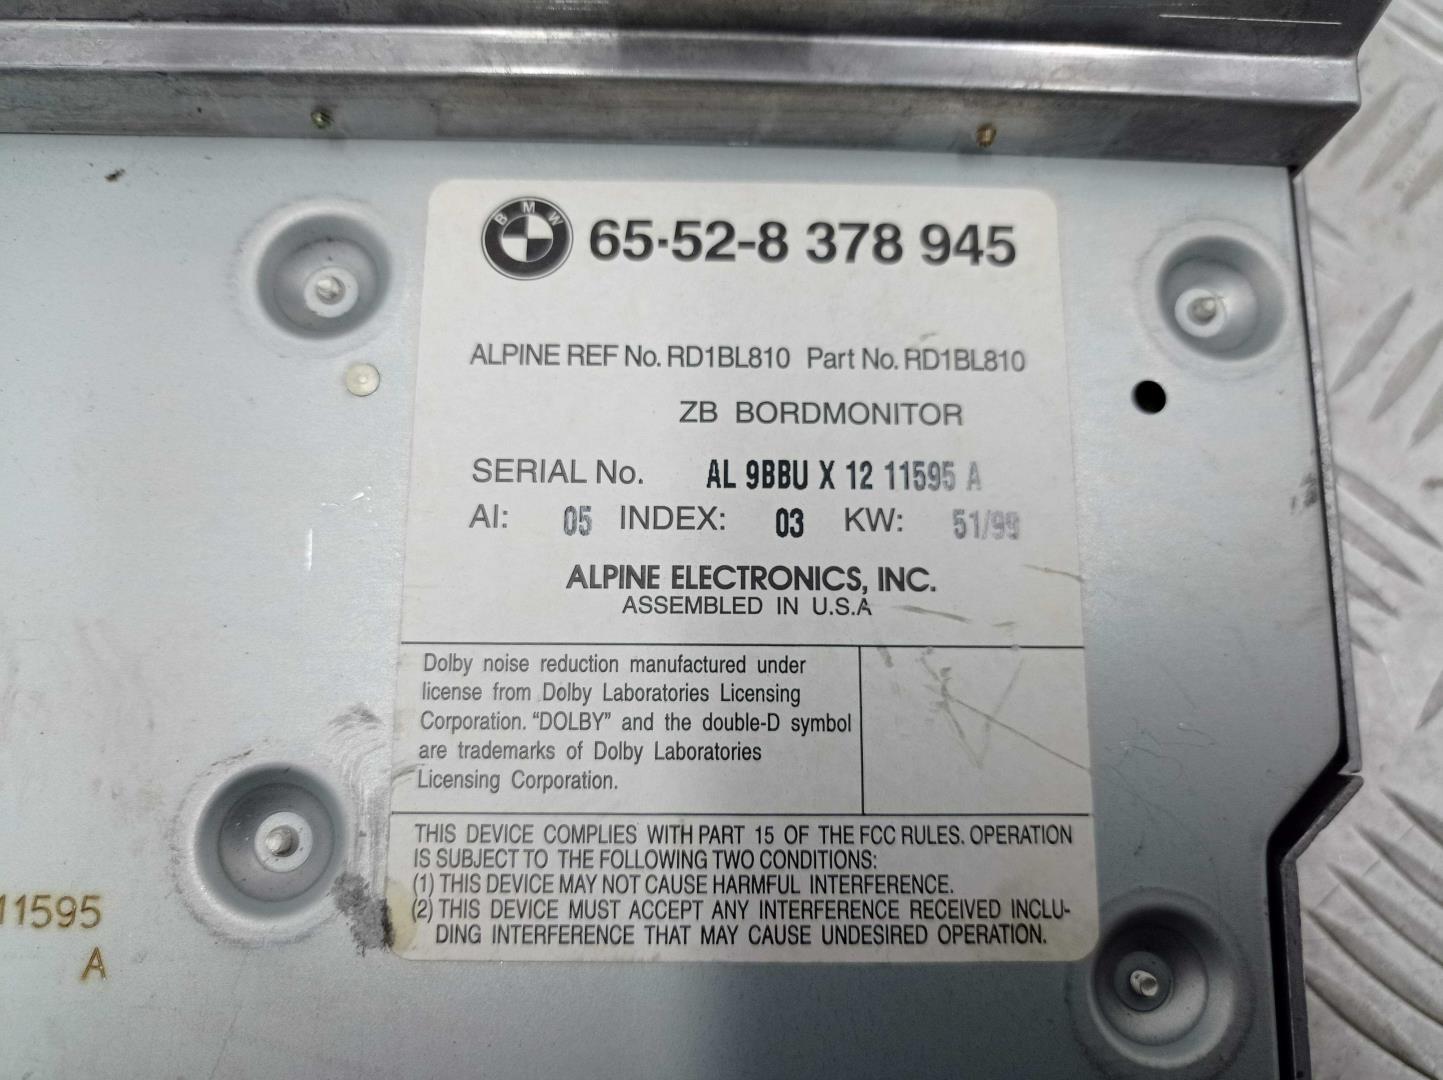 BMW 65-52-8 378 945
ALPINE REF No. RD1BL810 Part No. RD1BL810
ZB BORDMONITOR
SERIAL No. AL 9BBU X 12 11595 A
AI: 05 INDEX: 03 KW: 51/99
ALPINE ELECTRONICS, INC.
ASSEMBLED IN U.S.A
Dolby noise reduction manufactured under
license from Dolby Laboratories Licensing
Corporation. “DOLBY” and the double-D symbol
are trademarks of Dolby Laboratories
Licensing Corporation.
THIS DEVICE COMPLIES WITH PART 15 OF THE FCC RULES. OPERATION
IS SUBJECT TO THE FOLLOWING TWO CONDITIONS:
(1) THIS DEVICE MAY NOT CAUSE HARMFUL INTERFERENCE.
(2) THIS DEVICE MUST ACCEPT ANY INTERFERENCE RECEIVED INCLU-
DING INTERFERENCE THAT MAY CAUSE UNDESIRED OPERATION.
11595
A